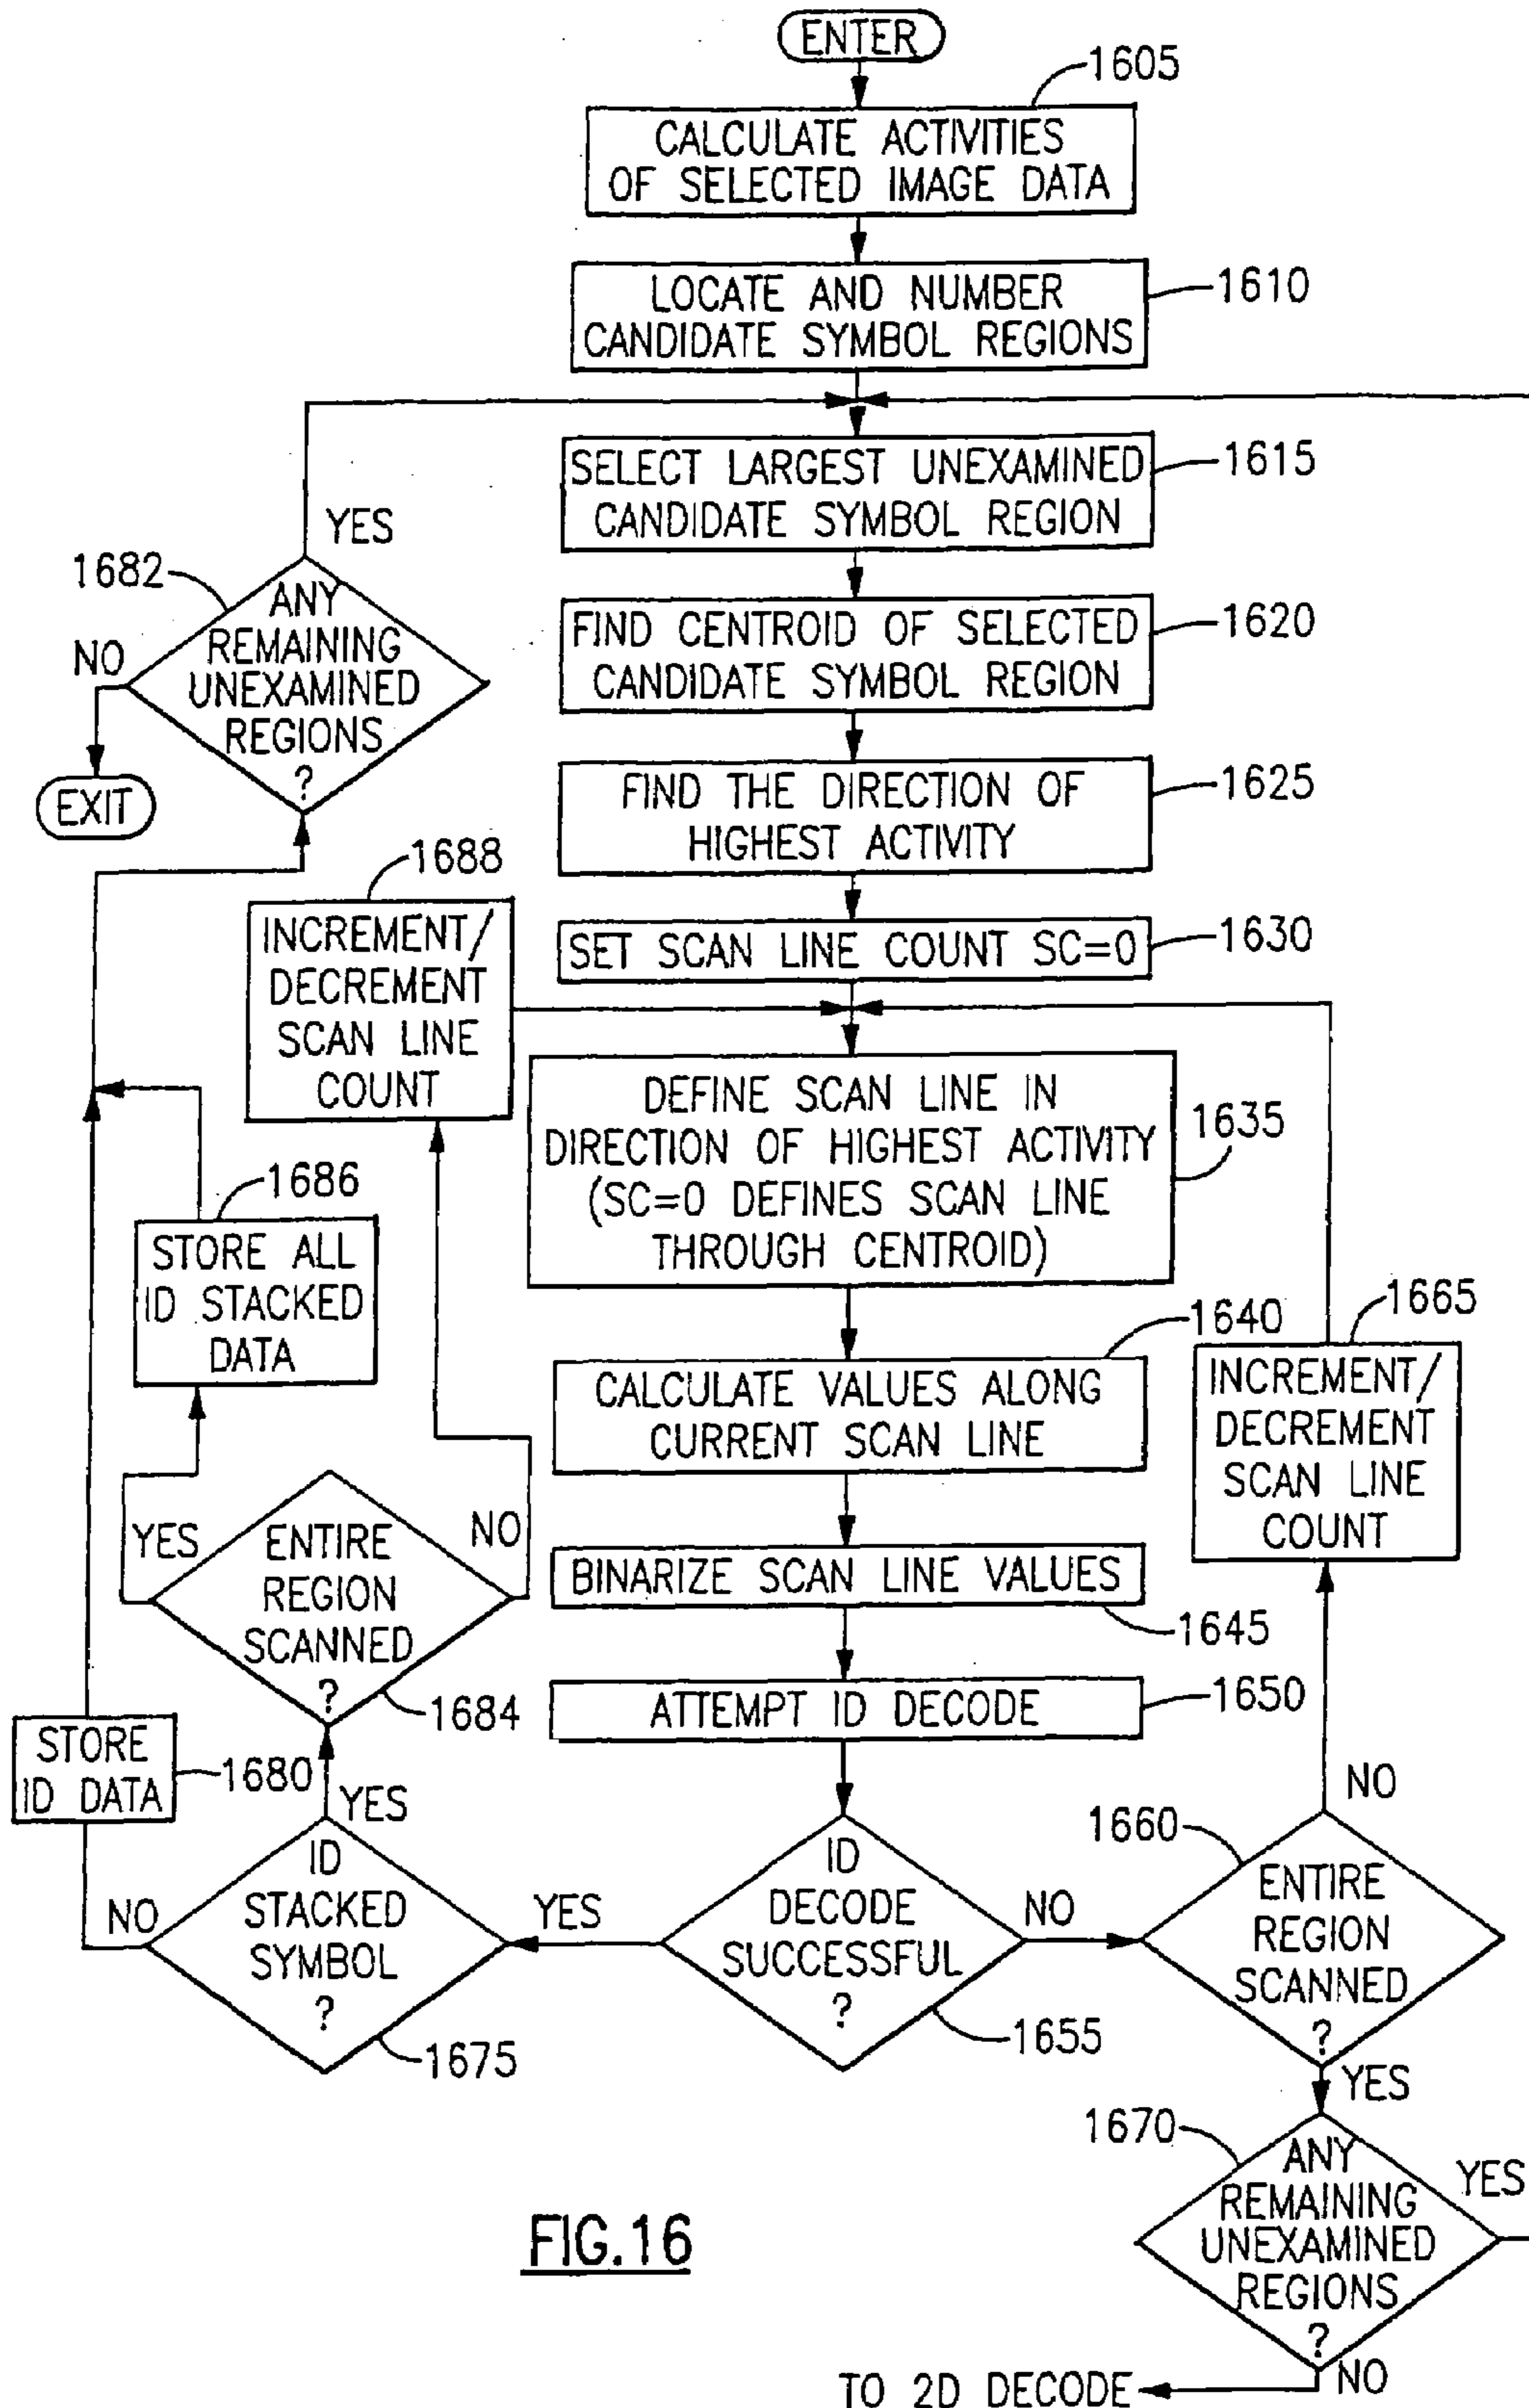 ENTER
1605
CALCULATE ACTIVITIES
OF SELECTED IMAGE DATA
LOCATE AND NUMBER
CANDIDATE SYMBOL REGIONS
1610
SELECT LARGEST UNEXAMINED
CANDIDATE SYMBOL REGION
1615
YES
1682
ANY
REMAINING
UNEXAMINED
REGIONS
?
NO
EXIT
FIND CENTROID OF SELECTED
CANDIDATE SYMBOL REGION
1620
FIND THE DIRECTION OF
HIGHEST ACTIVITY
1625
1688
INCREMENT/
DECREMENT
SCAN LINE
COUNT
SET SCAN LINE COUNT SC=0
1630
DEFINE SCAN LINE IN
DIRECTION OF HIGHEST ACTIVITY
(SC=0 DEFINES SCAN LINE
THROUGH CENTROID)
1635
1686
STORE ALL
ID STACKED
DATA
1640
CALCULATE VALUES ALONG
CURRENT SCAN LINE
1665
INCREMENT/
DECREMENT
SCAN LINE
COUNT
YES
ENTIRE
REGION
SCANNED
?
NO
1684
BINARIZE SCAN LINE VALUES
1645
ATTEMPT ID DECODE
1650
STORE
ID DATA
1680
YES
NO
ID
STACKED
SYMBOL
?
1675
YES
ID
DECODE
SUCCESSFUL
?
1655
NO
NO
1660
ENTIRE
REGION
SCANNED
?
YES
1670
ANY
REMAINING
UNEXAMINED
REGIONS
?
YES
NO
TO 2D DECODE
FIG.16